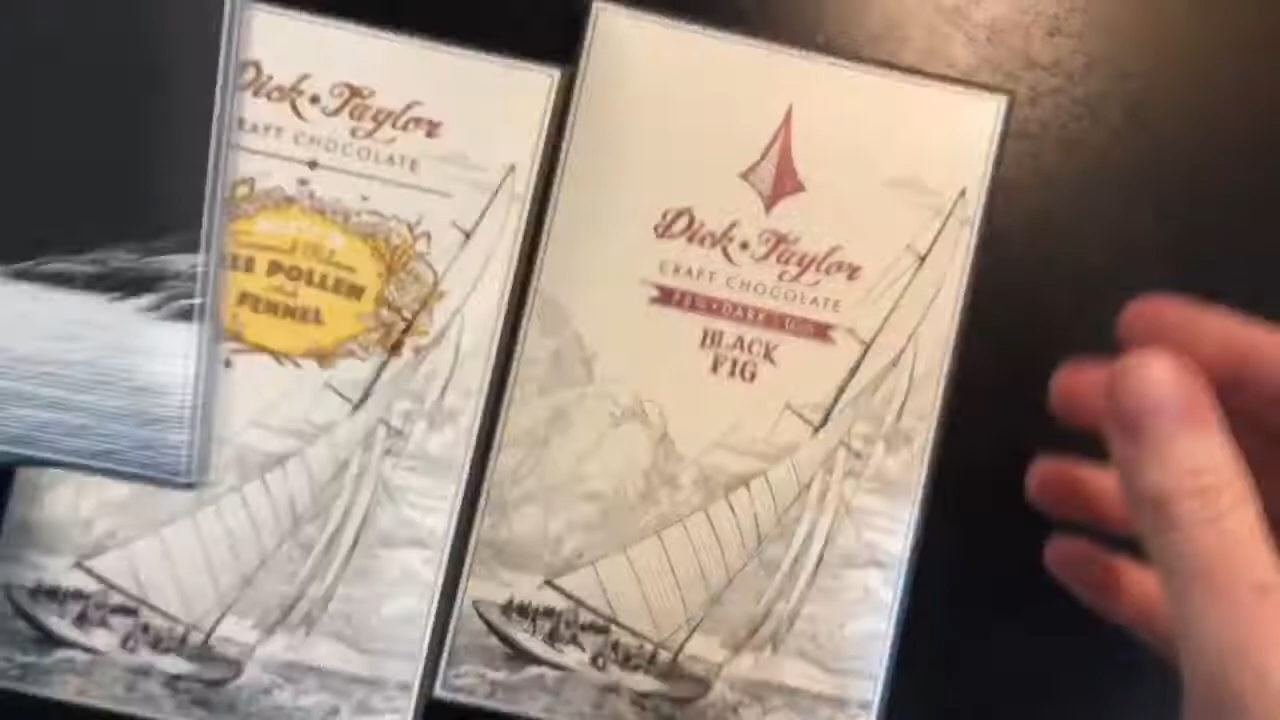 Dick • Taylor
CRAFT CHOCOLATE
POLLEN
FENNEL
Dick • Taylor
CRAFT CHOCOLATE
BLACK
FIG